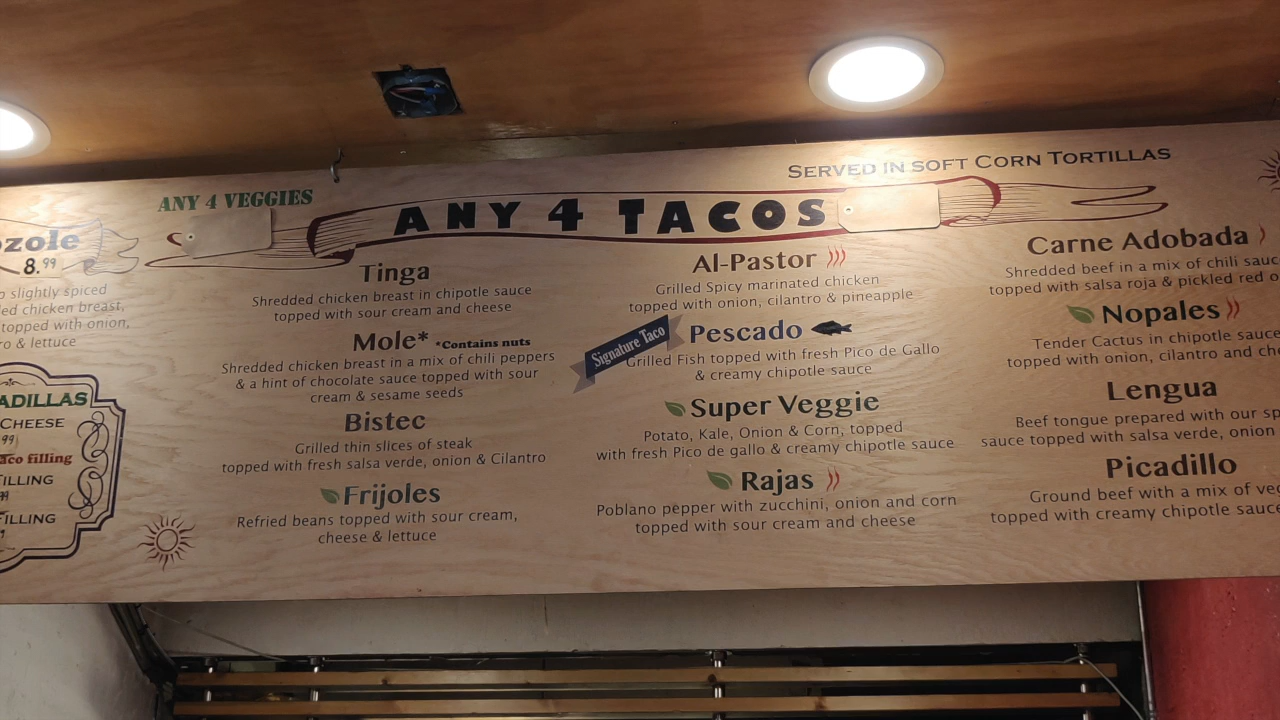 ozole
8.99
slightly spiced
chicken breast,
topped with onion,
& lettuce
CHEESE
taco filling
FILLING
FILLING
ANY 4 VEGGIES
ANY 4 TACOS
SERVED IN SOFT CORN TORTILLAS
Tinga
Shredded chicken breast in chipotle sauce
topped with sour cream and cheese
Mole* *Contains nuts
Shredded chicken breast in a mix of chili peppers
& a hint of chocolate sauce topped with sour
cream & sesame seeds
Bistec
Grilled thin slices of steak
topped with fresh salsa verde, onion & Cilantro
Frijoles
Refried beans topped with sour cream,
cheese & lettuce
Al-Pastor
Grilled Spicy marinated chicken
topped with onion, cilantro & pineapple
Signature Taco
Pescado
Grilled Fish topped with fresh Pico de Gallo
& creamy chipotle sauce
Super Veggie
Potato, Kale, Onion & Corn, topped
with fresh Pico de gallo & creamy chipotle sauce
Rajas
Poblano pepper with zucchini, onion and corn
topped with sour cream and cheese
Carne Adobada
Shredded beef in a mix of chili sauc
topped with salsa roja & pickled red o
Nopales
Tender Cactus in chipotle sauce
topped with onion, cilantro and che
Lengua
Beef tongue prepared with our sp
sauce topped with salsa verde, onion
Picadillo
Ground beef with a mix of veg
topped with creamy chipotle sauce